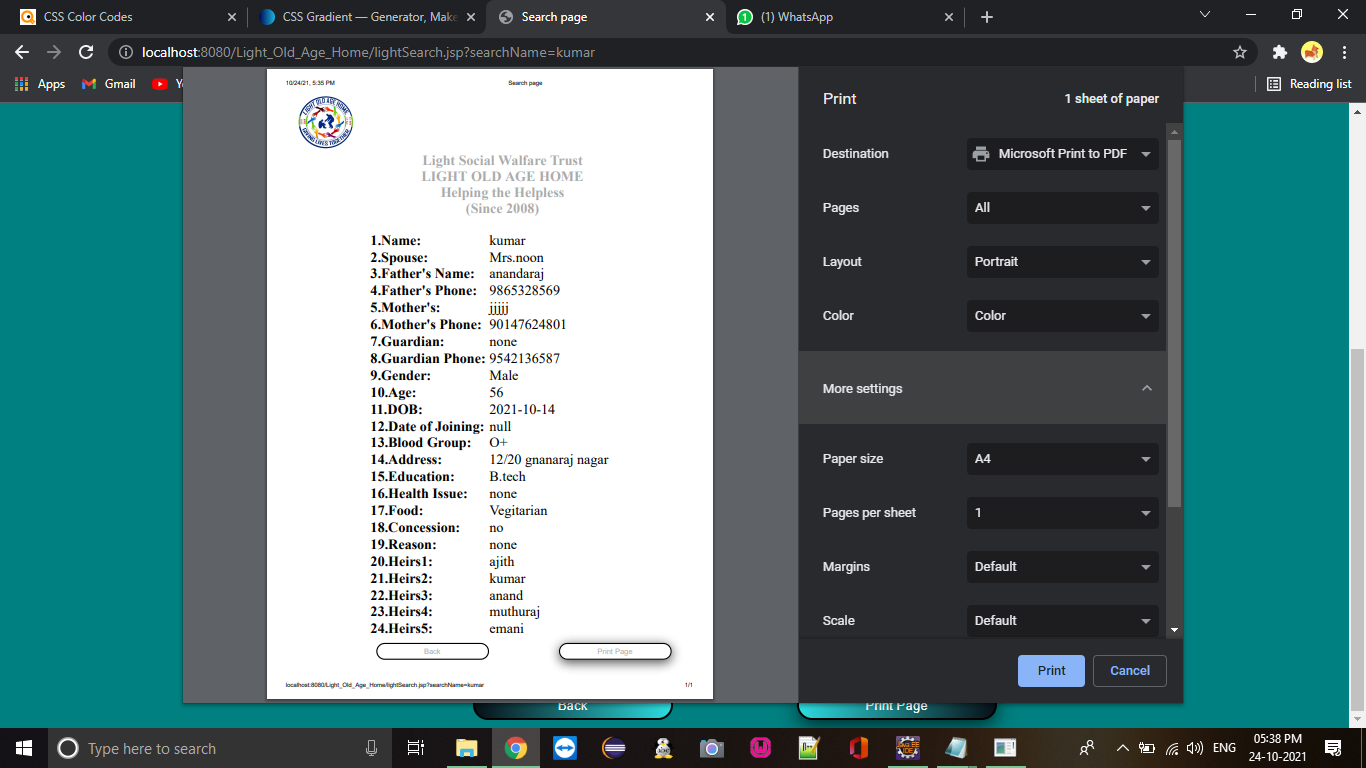 CSS Color Codes
CSS Gradient — Generator, Make
Search page
(1) WhatsApp
localhost:8080/Light_Old_Age_Home/lightSearch.jsp?searchName=kumar
Apps
Gmail
Reading list
10/24/21, 5:35 PM
Search page
LIGHT OLD AGE HOME
LIVING LIVES TOGETHER
Light Social Welfare Trust
LIGHT OLD AGE HOME
Helping the Helpless
(Since 2008)
1.Name: kumar
2.Spouse: Mrs.noon
3.Father's Name: anandaraj
4.Father's Phone: 9865328569
5.Mother's: jjjjj
6.Mother's Phone: 90147624801
7.Guardian: none
8.Guardian Phone: 9542136587
9.Gender: Male
10.Age: 56
11.DOB: 2021-10-14
12.Date of Joining: null
13.Blood Group: O+
14.Address: 12/20 gnanaraj nagar
15.Education: B.tech
16.Health Issue: none
17.Food: Vegitarian
18.Concession: no
19.Reason: none
20.Heirs1: ajith
21.Heirs2: kumar
22.Heirs3: anand
23.Heirs4: muthuraj
24.Heirs5: emani
Back Print Page
localhost:8080/Light_Old_Age_Home/lightSearch.jsp?searchName=kumar 1/1
Print 1 sheet of paper
Destination Microsoft Print to PDF
Pages All
Layout Portrait
Color Color
More settings
Paper size A4
Pages per sheet 1
Margins Default
Scale Default
Print Cancel
Back Print Page
Type here to search
ENG
05:38 PM
24-10-2021